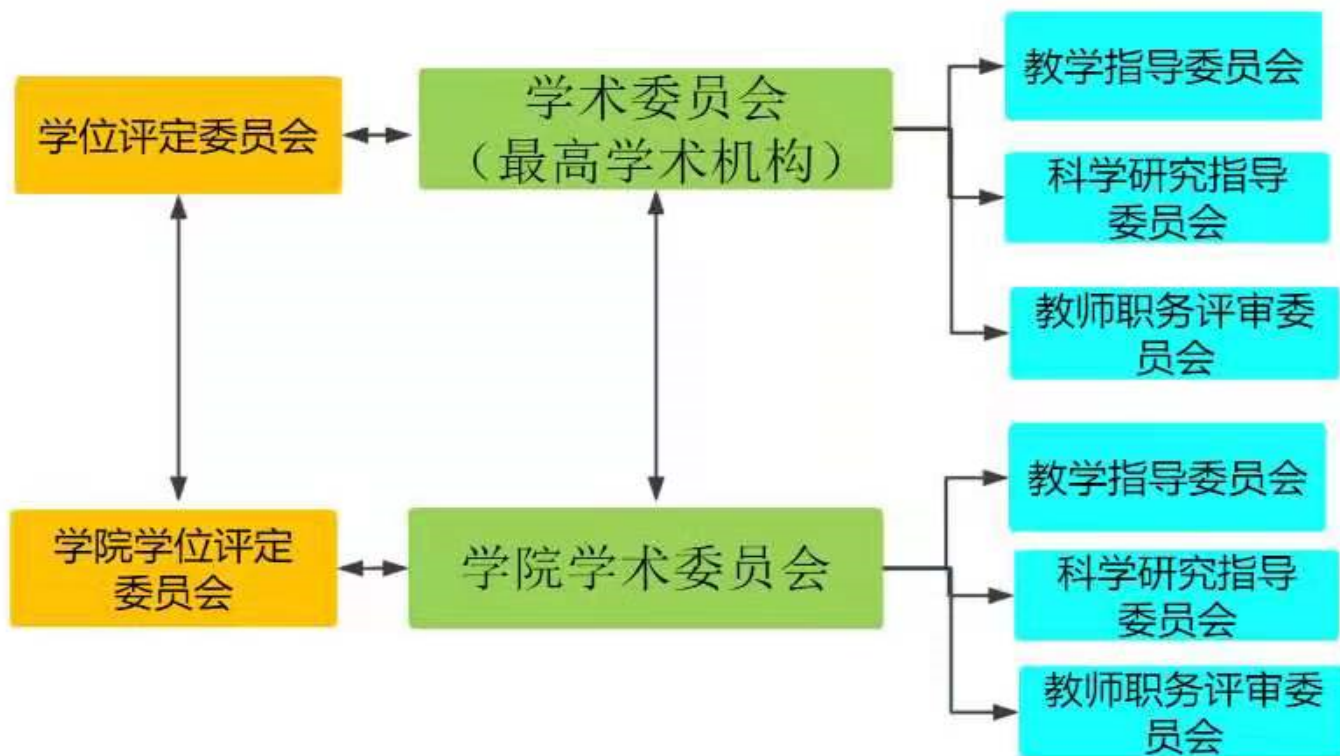 学位评定委员会
学术委员会
（最高学术机构）
教学指导委员会
科学研究指导
委员会
教师职务评审委
员会
学院学位评定
委员会
学院学术委员会
教学指导委员会
科学研究指导
委员会
教师职务评审委
员会